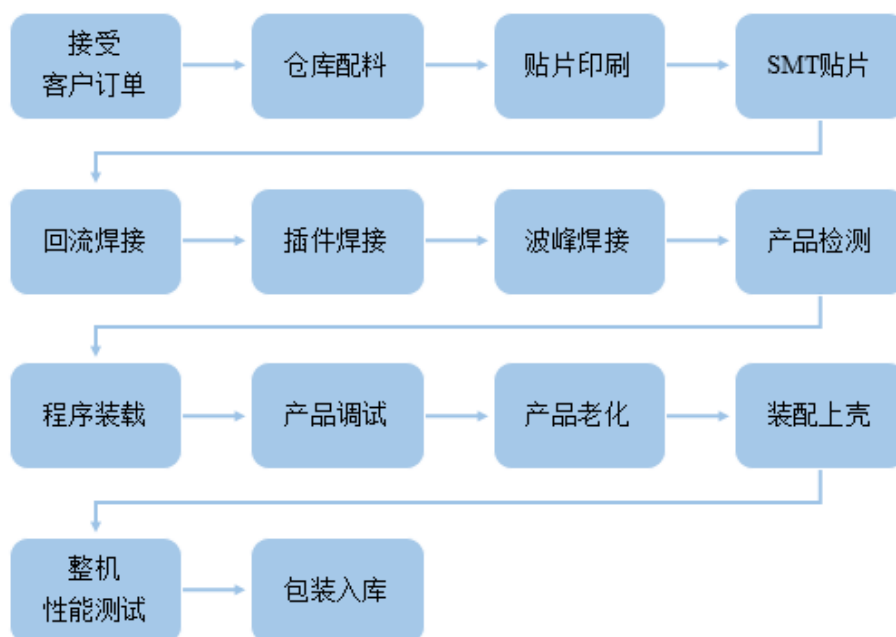 接受
客户订单
仓库配料
贴片印刷
SMT贴片
回流焊接
插件焊接
波峰焊接
产品检测
程序装载
产品调试
产品老化
装配上壳
整机
性能测试
包装入库